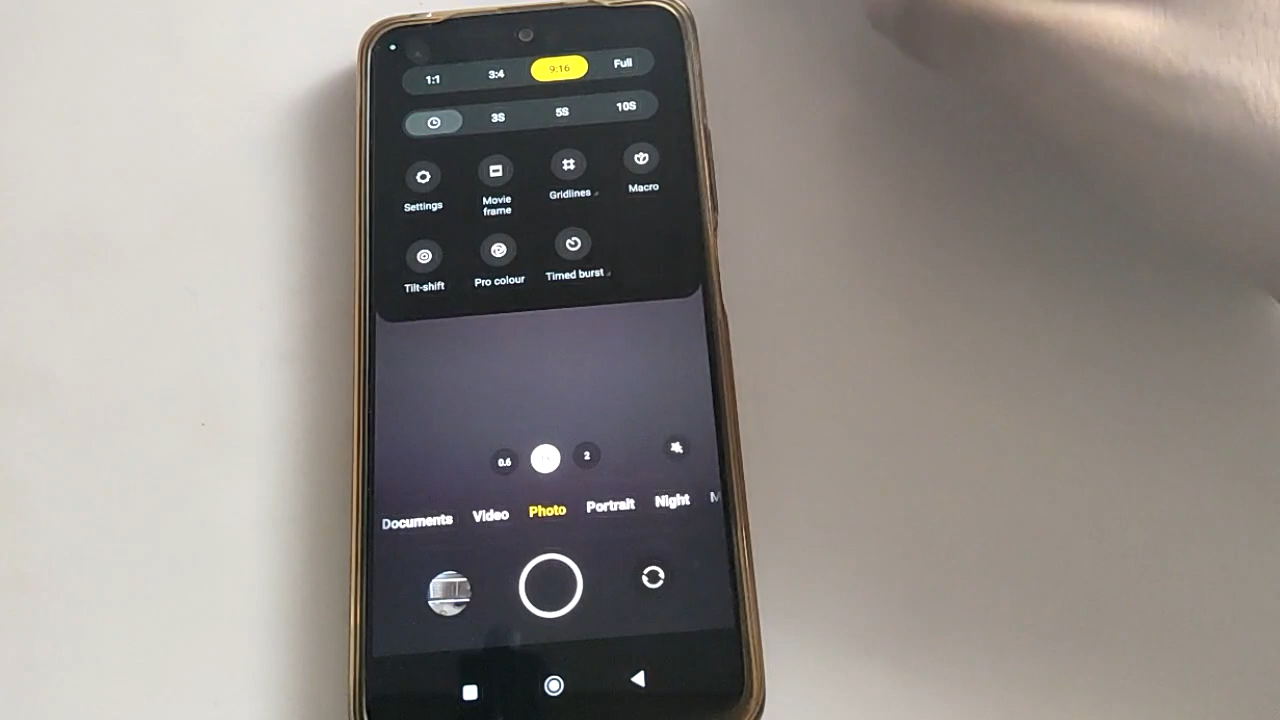 1:1 3:4 9:16 Full
3S 5S 10S
Settings Movie frame Gridlines Macro
Tilt-shift Pro colour Timed burst
0.6 2
Documents Video Photo Portrait Night M